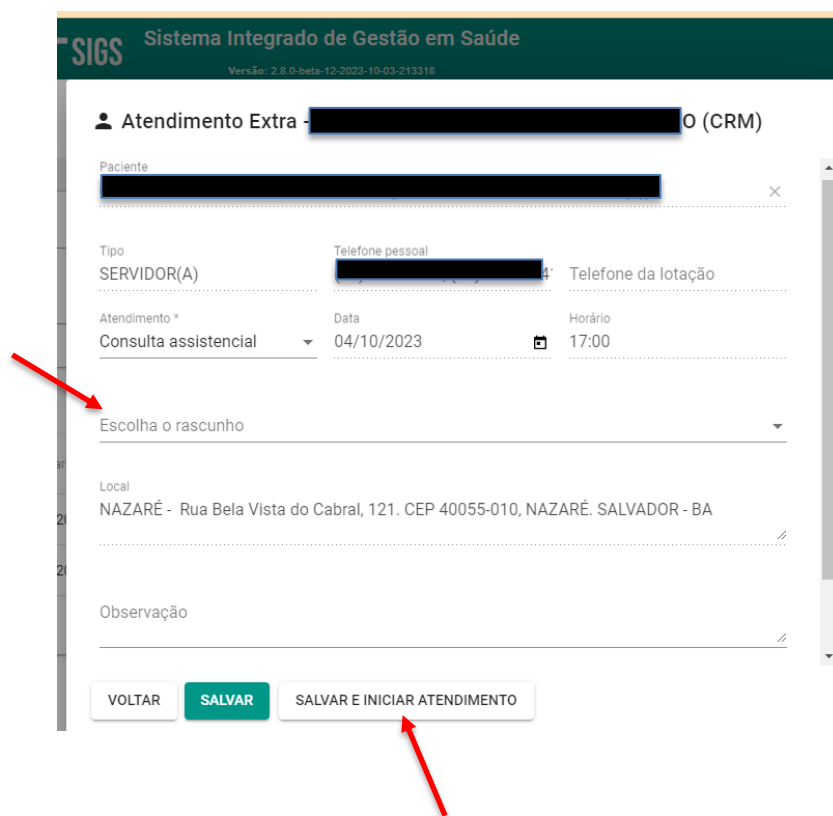 SIGS
Sistema Integrado de Gestão em Saúde
Versão: 2.8.0-beta-12-2023-10-03-213318
Atendimento Extra - O (CRM)
Paciente
Tipo
SERVIDOR(A)
Telefone pessoal
Telefone da lotação
Atendimento *
Consulta assistencial
Data
04/10/2023
Horário
17:00
Escolha o rascunho
Local
NAZARÉ - Rua Bela Vista do Cabral, 121. CEP 40055-010, NAZARÉ. SALVADOR - BA
Observação
VOLTAR
SALVAR
SALVAR E INICIAR ATENDIMENTO